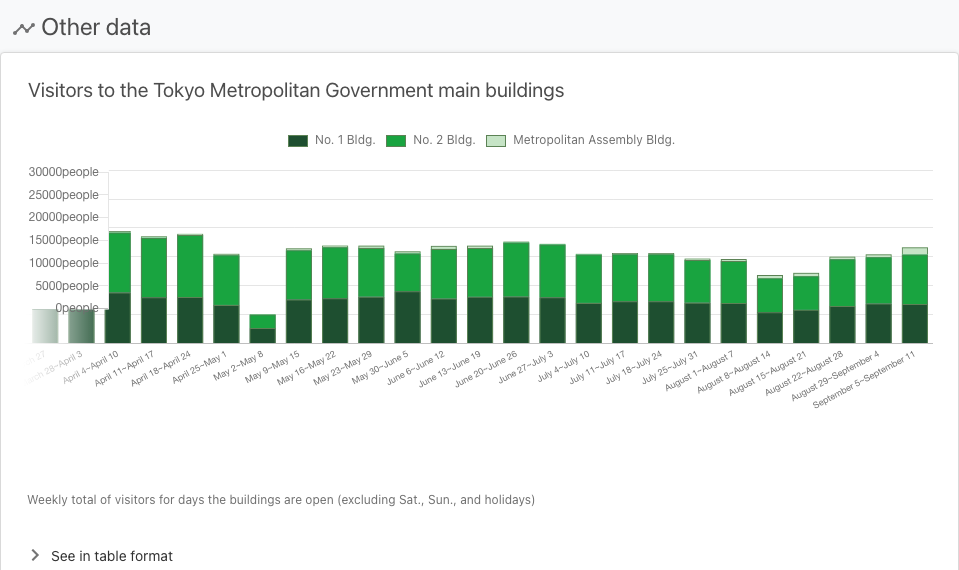 Other data
Visitors to the Tokyo Metropolitan Government main buildings
No. 1 Bldg. No. 2 Bldg. Metropolitan Assembly Bldg.
30000people
25000people
20000people
15000people
10000people
5000people
0people
27
28~April 3
April 4~April 10
April 11~April 17
April 18~April 24
April 25~May 1
May 2~May 8
May 9~May 15
May 16~May 22
May 23~May 29
May 30~June 5
June 6~June 12
June 13~June 19
June 20~June 26
June 27~July 3
July 4~July 10
July 11~July 17
July 18~July 24
July 25~July 31
August 1~August 7
August 8~August 14
August 15~August 21
August 22~August 28
August 29~September 4
September 5~September 11
Weekly total of visitors for days the buildings are open (excluding Sat., Sun., and holidays)
See in table format